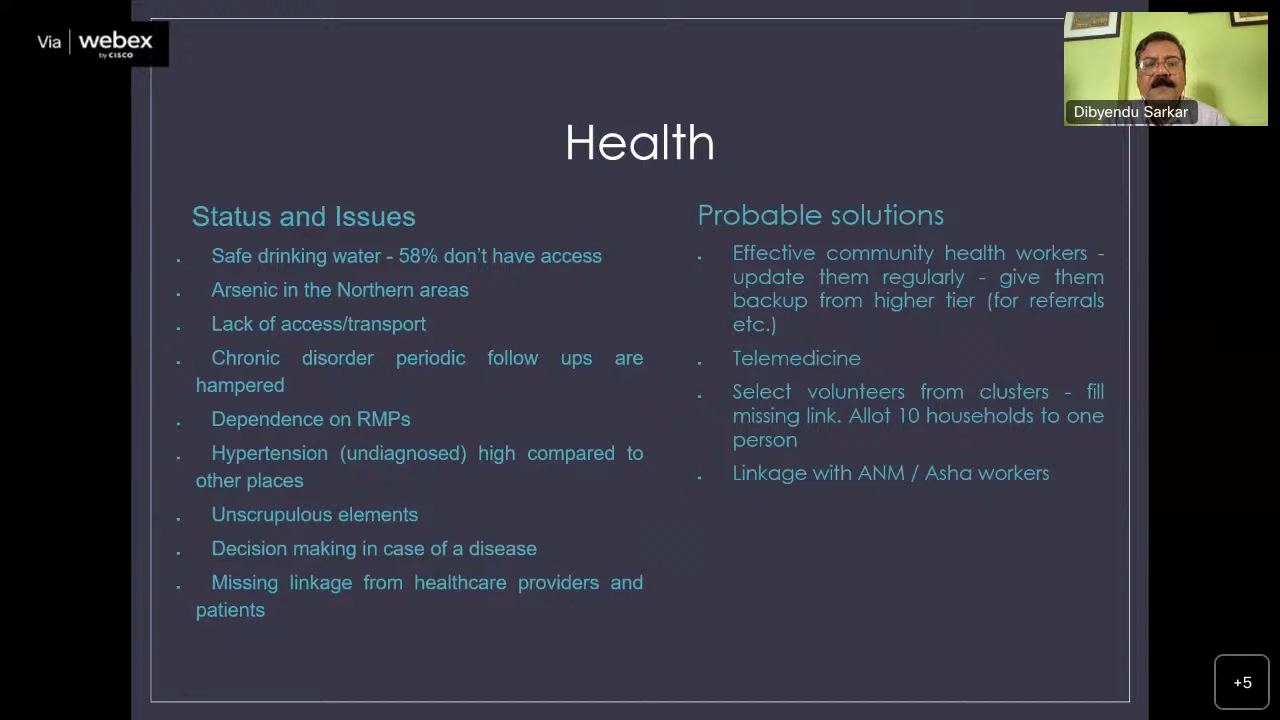 Via webex
by CISCO
Dibyendu Sarkar
Health
Status and Issues
. Safe drinking water - 58% don't have access
. Arsenic in the Northern areas
. Lack of access/transport
. Chronic disorder periodic follow ups are
hampered
. Dependence on RMPs
. Hypertension (undiagnosed) high compared to
other places
. Unscrupulous elements
. Decision making in case of a disease
. Missing linkage from healthcare providers and
patients
Probable solutions
. Effective community health workers -
update them regularly - give them
backup from higher tier (for referrals
etc.)
. Telemedicine
. Select volunteers from clusters - fill
missing link. Allot 10 households to one
person
. Linkage with ANM / Asha workers
+5